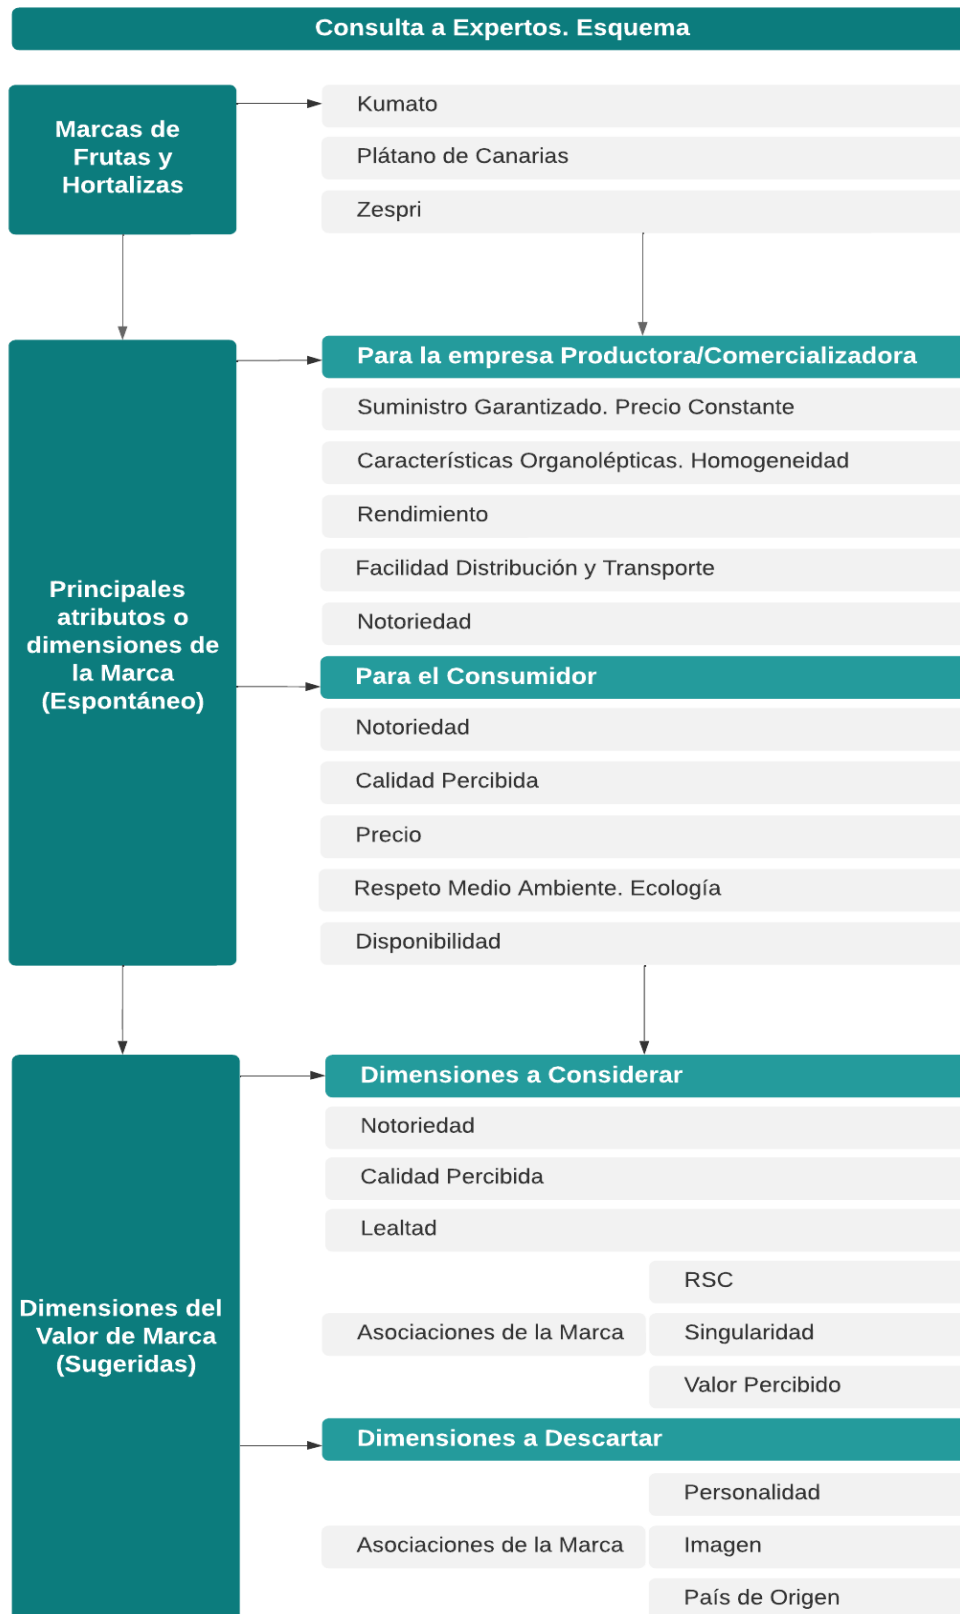 Consulta a Expertos. Esquema
Marcas de
Frutas y
Hortalizas
Kumato
Plátano de Canarias
Zespri
Principales
atributos o
dimensiones de
la Marca
(Espontáneo)
Para la empresa Productora/Comercializadora
Suministro Garantizado. Precio Constante
Características Organolépticas. Homogeneidad
Rendimiento
Facilidad Distribución y Transporte
Notoriedad
Para el Consumidor
Notoriedad
Calidad Percibida
Precio
Respeto Medio Ambiente. Ecología
Disponibilidad
Dimensiones del
Valor de Marca
(Sugeridas)
Dimensiones a Considerar
Notoriedad
Calidad Percibida
Lealtad
Asociaciones de la Marca
RSC
Singularidad
Valor Percibido
Dimensiones a Descartar
Asociaciones de la Marca
Personalidad
Imagen
País de Origen